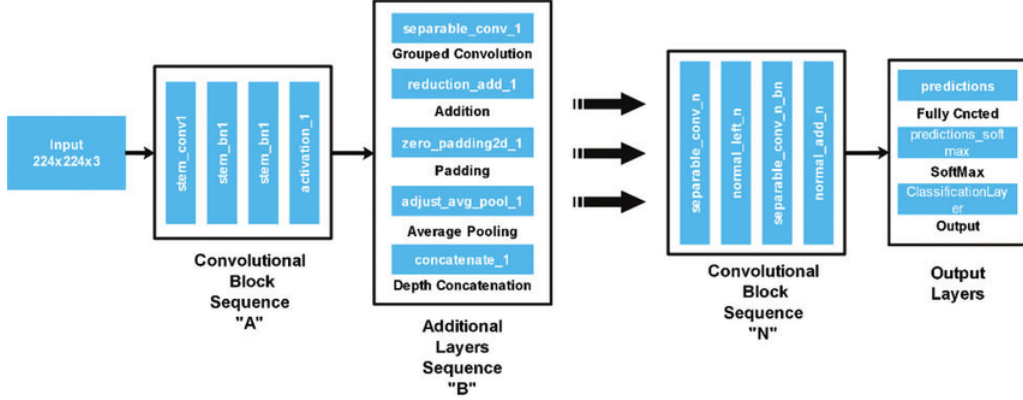 Input
224x224x3
stem_conv1
stem_bn1
stem_bn1
activation_1
Convolutional
Block
Sequence
"A"
separable_conv_1
Grouped Convolution
reduction_add_1
Addition
zero_padding2d_1
Padding
adjust_avg_pool_1
Average Pooling
concatenate_1
Depth Concatenation
Additional
Layers
Sequence
"B"
separable_conv_n
normal_left_n
separable_conv_n_bn
normal_add_n
Convolutional
Block
Sequence
"N"
predictions
Fully Cncted
predictions_soft
max
SoftMax
ClassificationLay
er
Output
Output
Layers